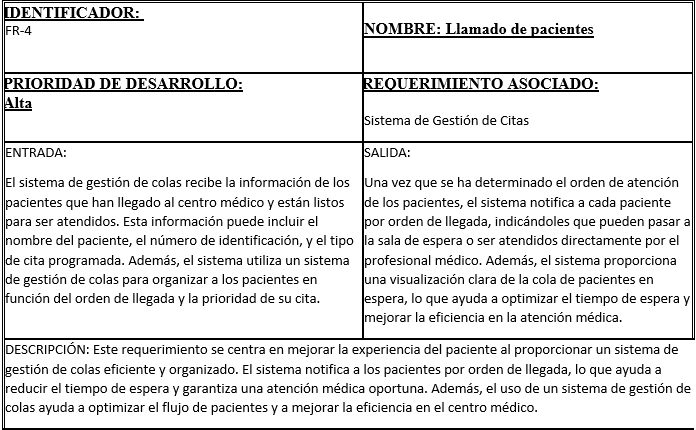 IDENTIFICADOR:
FR-4
NOMBRE: Llamado de pacientes
PRIORIDAD DE DESARROLLO:
Alta
REQUERIMIENTO ASOCIADO:
Sistema de Gestión de Citas
ENTRADA:
El sistema de gestión de colas recibe la información de los
pacientes que han llegado al centro médico y están listos
para ser atendidos. Esta información puede incluir el
nombre del paciente, el número de identificación, y el tipo
de cita programada. Además, el sistema utiliza un sistema
de gestión de colas para organizar a los pacientes en
función del orden de llegada y la prioridad de su cita.
SALIDA:
Una vez que se ha determinado el orden de atención
de los pacientes, el sistema notifica a cada paciente
por orden de llegada, indicándoles que pueden pasar a
la sala de espera o ser atendidos directamente por el
profesional médico. Además, el sistema proporciona
una visualización clara de la cola de pacientes en
espera, lo que ayuda a optimizar el tiempo de espera y
mejorar la eficiencia en la atención médica.
DESCRIPCIÓN: Este requerimiento se centra en mejorar la experiencia del paciente al proporcionar un sistema de
gestión de colas eficiente y organizado. El sistema notifica a los pacientes por orden de llegada, lo que ayuda a
reducir el tiempo de espera y garantiza una atención médica oportuna. Además, el uso de un sistema de gestión de
colas ayuda a optimizar el flujo de pacientes y a mejorar la eficiencia en el centro médico.